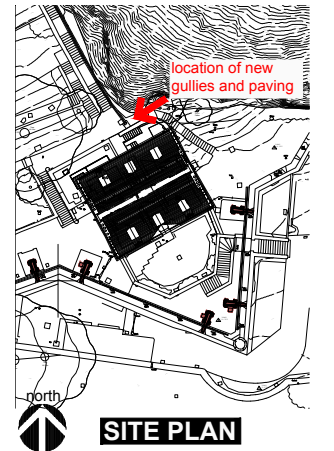 location of new
gullies and paving
north
SITE PLAN